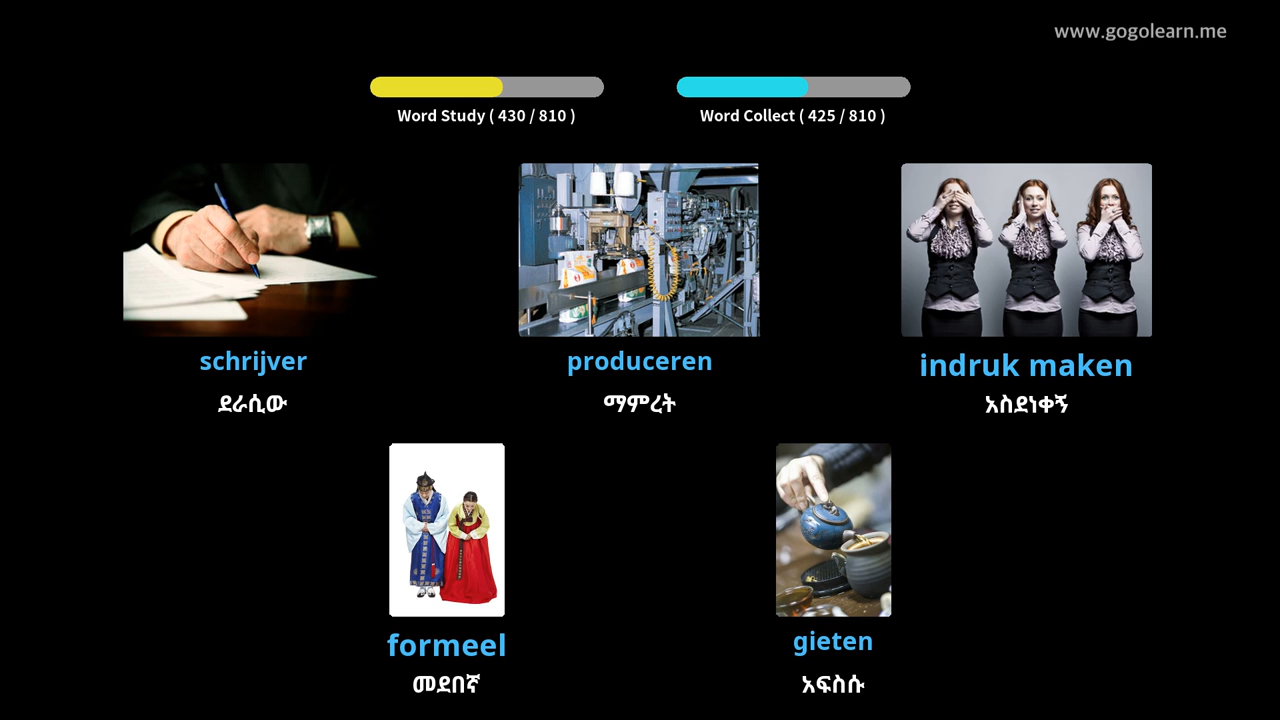 www.gogolearn.me
Word Study ( 430 / 810 )
Word Collect ( 425 / 810 )
schrijver
ደራሲው
produceren
ማምረት
indruk maken
አስደነቀኝ
formeel
መደበኛ
gieten
አፍስሱ